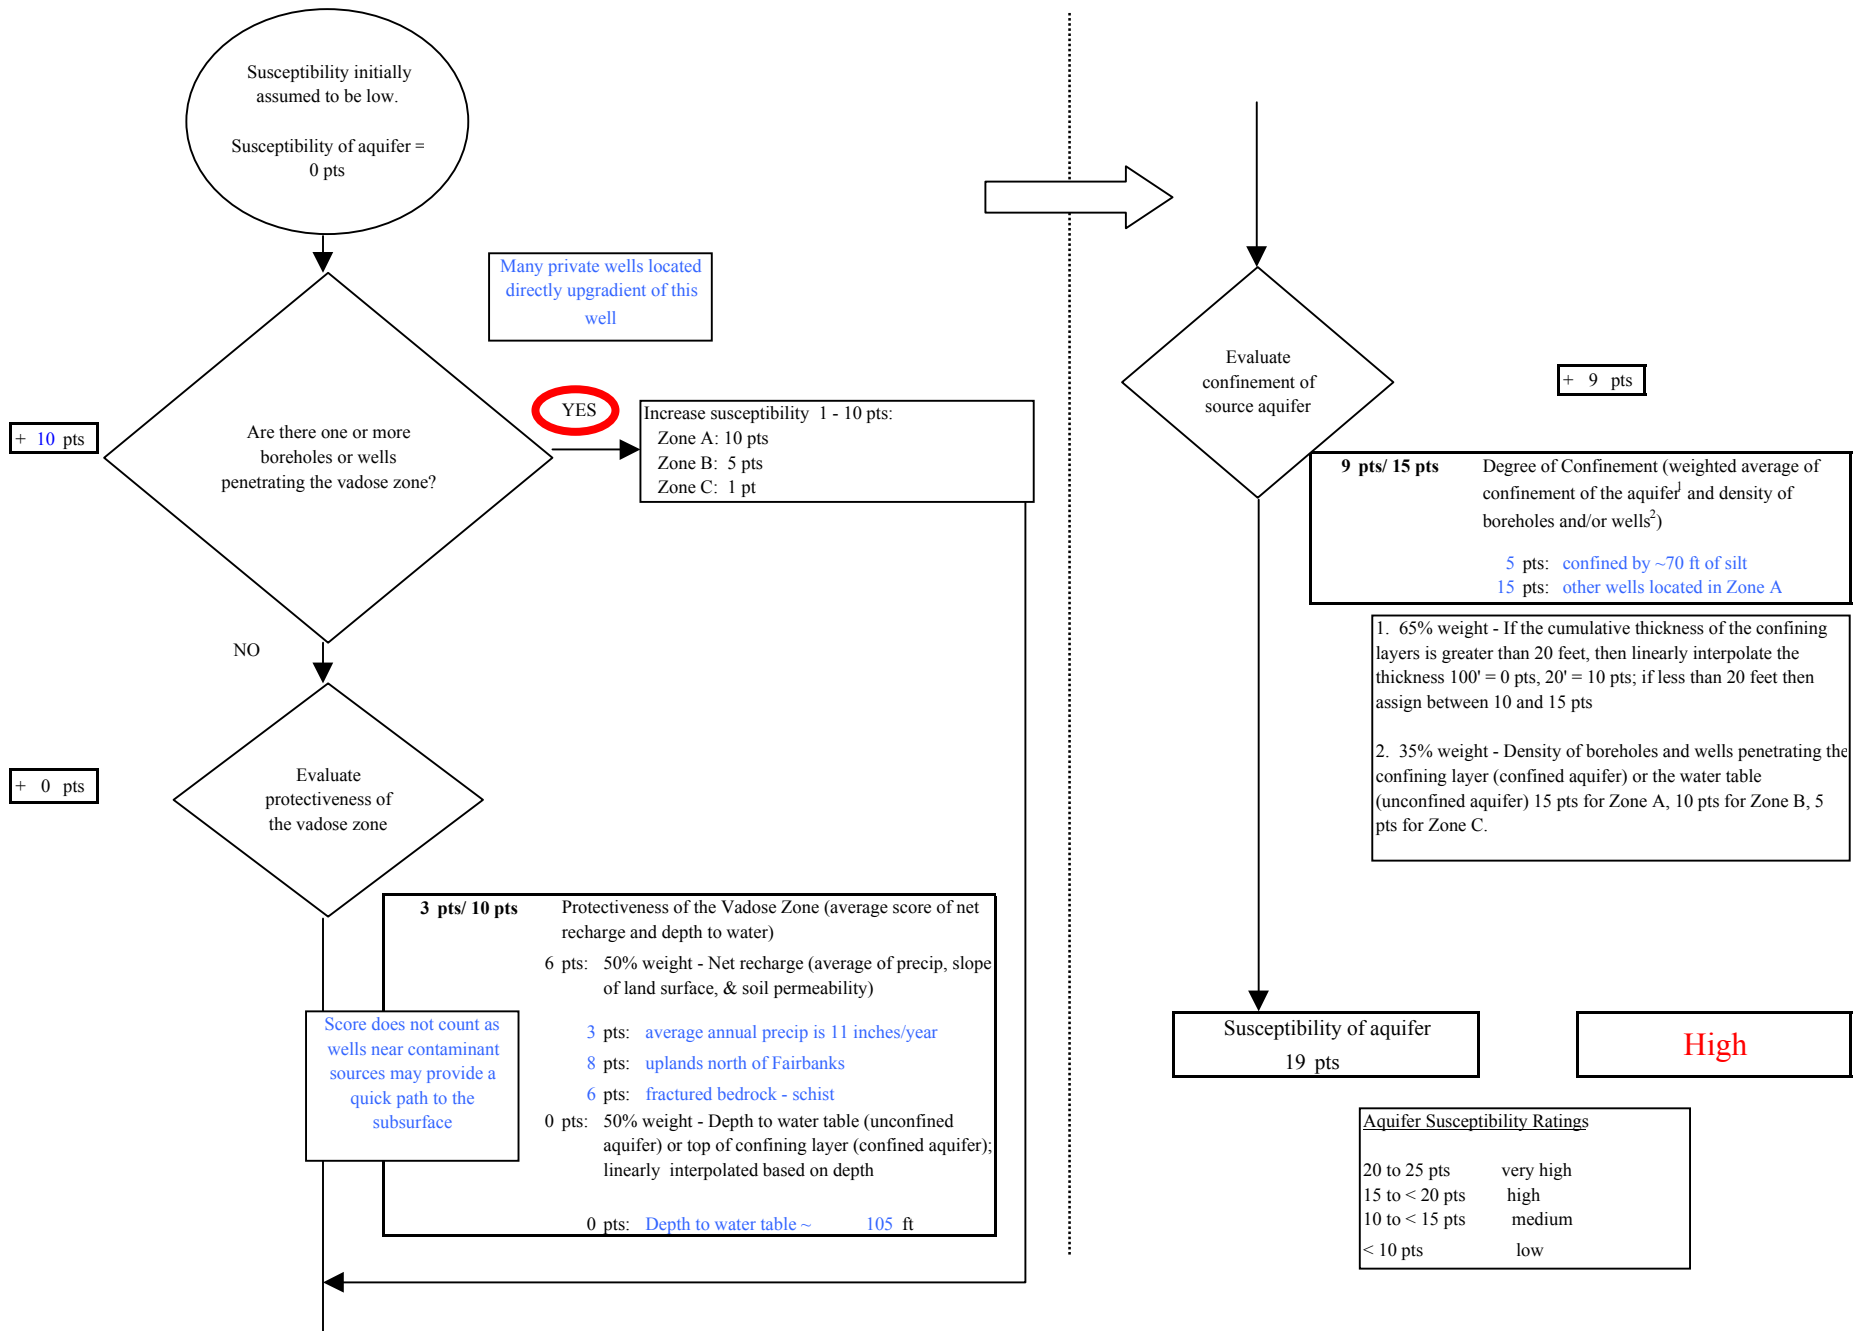 Susceptibility initially
assumed to be low.
Susceptibility of aquifer =
0 pts
Many private wells located
directly upgradient of this
well
YES
+ 10 pts
Are there one or more
boreholes or wells
penetrating the vadose zone?
Increase susceptibility 1 - 10 pts:
Zone A: 10 pts
Zone B: 5 pts
Zone C: 1 pt
NO
+ 0 pts
Evaluate
protectiveness of
the vadose zone
3 pts/ 10 pts Protectiveness of the Vadose Zone (average score of net
recharge and depth to water)
6 pts: 50% weight - Net recharge (average of precip, slope
of land surface, & soil permeability)
3 pts: average annual precip is 11 inches/year
8 pts: uplands north of Fairbanks
6 pts: fractured bedrock - schist
0 pts: 50% weight - Depth to water table (unconfined
aquifer) or top of confining layer (confined aquifer);
linearly interpolated based on depth
0 pts: Depth to water table ~ 105 ft
Score does not count as
wells near contaminant
sources may provide a
quick path to the
subsurface
Evaluate
confinement of
source aquifer
+ 9 pts
9 pts/ 15 pts Degree of Confinement (weighted average of
confinement of the aquifer1 and density of
boreholes and/or wells2)
5 pts: confined by ~70 ft of silt
15 pts: other wells located in Zone A
1. 65% weight - If the cumulative thickness of the confining
layers is greater than 20 feet, then linearly interpolate the
thickness 100' = 0 pts, 20' = 10 pts; if less than 20 feet then
assign between 10 and 15 pts
2. 35% weight - Density of boreholes and wells penetrating the
confining layer (confined aquifer) or the water table
(unconfined aquifer) 15 pts for Zone A, 10 pts for Zone B, 5
pts for Zone C.
Susceptibility of aquifer
19 pts
High
Aquifer Susceptibility Ratings
20 to 25 pts very high
15 to < 20 pts high
10 to < 15 pts medium
< 10 pts low